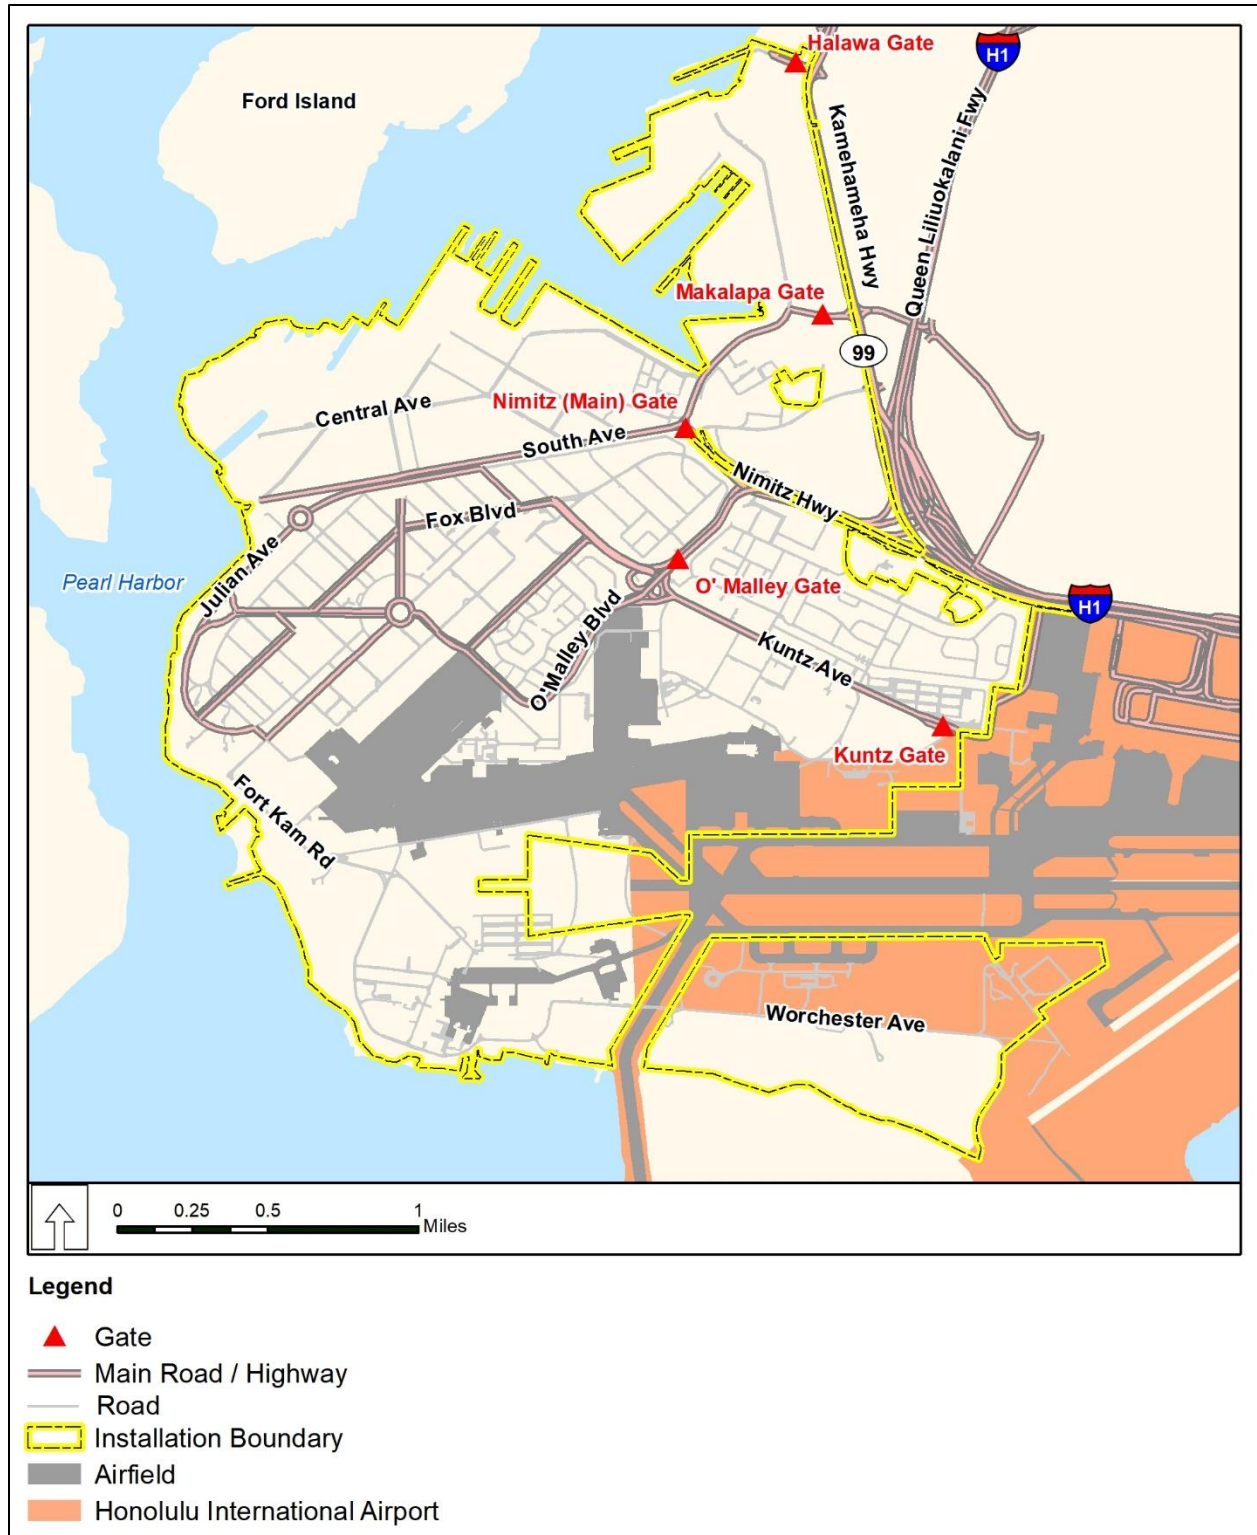 Halawa Gate
H1
Ford Island
Kamehameha Hwy
Queen Liliuokalani Fwy
Makalapa Gate
99
Nimitz (Main) Gate
Central Ave
South Ave
Nimitz Hwy
Fox Blvd
Pearl Harbor
Julian Ave
O' Malley Gate
H1
O'Malley Blvd
Kuntz Ave
Kuntz Gate
Fort Kam Rd
Worchester Ave
0 0.25 0.5 1
Miles
Legend
Gate
Main Road / Highway
Road
Installation Boundary
Airfield
Honolulu International Airport